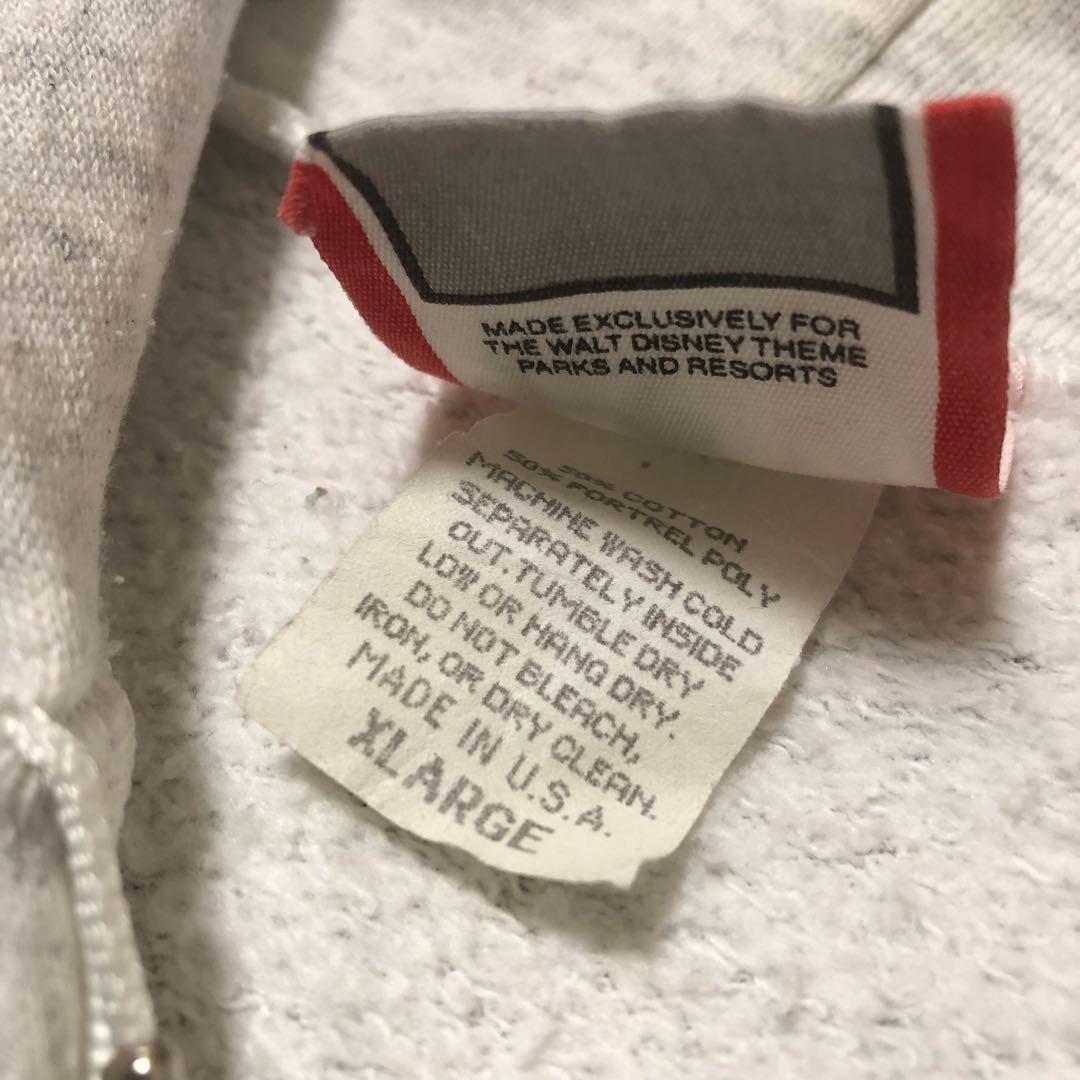 MADE EXCLUSIVELY FOR
THE WALT DISNEY THEME
PARKS AND RESORTS
50% COTTON
50% FORTREL POLY
MACHINE WASH COLD
SEPARATELY INSIDE
OUT. TUMBLE DRY
LOW OR HANG DRY.
DO NOT BLEACH,
IRON, OR DRY CLEAN.
MADE IN U.S.A.
XLARGE